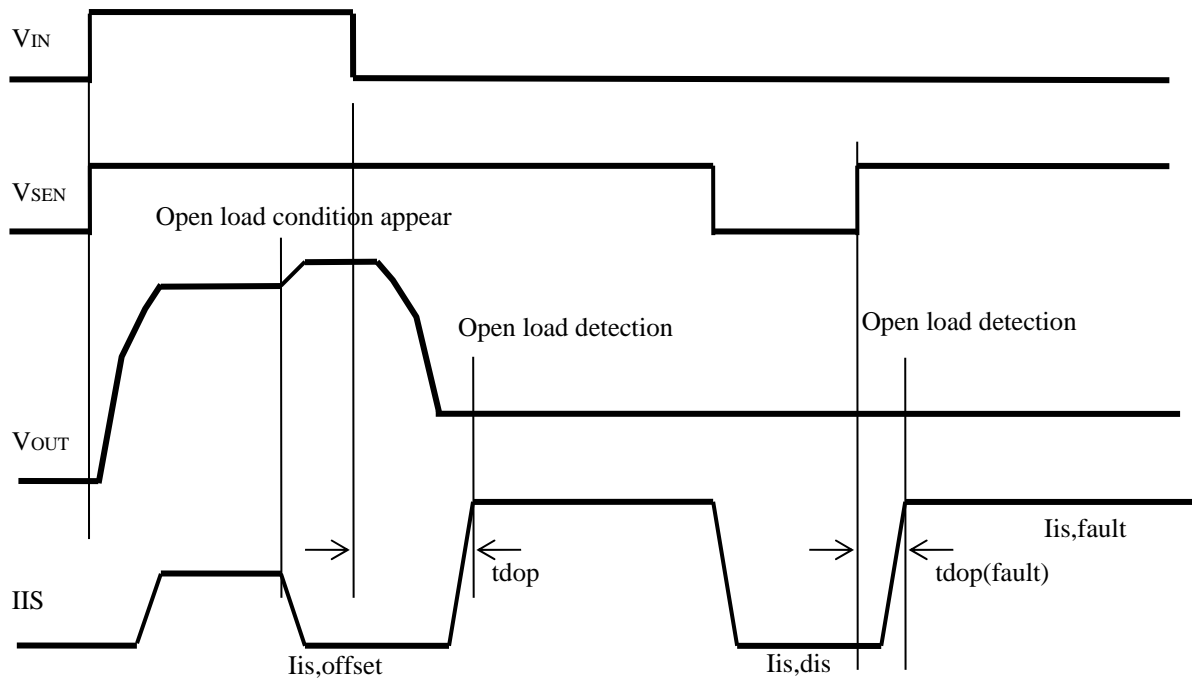 VIN
VSEN
Open load condition appear
Open load detection
Open load detection
VOUT
Iis,fault
tdop
tdop(fault)
IIS
Iis,offset
Iis,dis